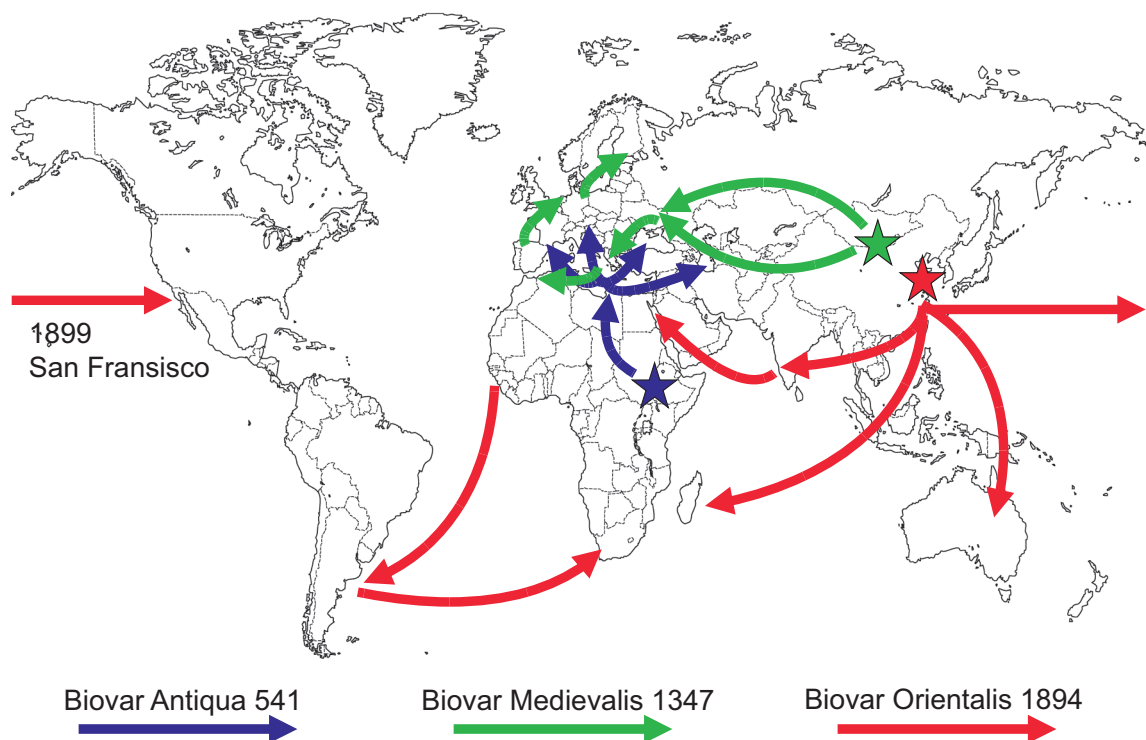 1899
San Fransisco
Biovar Antiqua 541
Biovar Medievalis 1347
Biovar Orientalis 1894